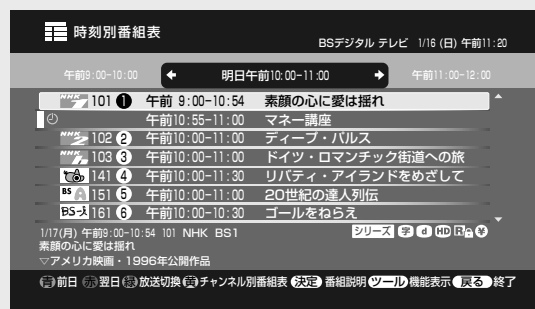 時刻別番組表
BSデジタル テレビ 1/16 (日) 午前11:20
午前9:00-10:00 明日午前10:00-11:00 午前11:00-12:00
NHK 1 101 1 午前 9:00-10:54 素顔の心に愛は揺れ
午前10:55-11:00 マネー講座
NHK 2 102 2 午前10:00-11:00 ディープ・パルス
NHK h 103 3 午前10:00-11:00 ドイツ・ロマンチック街道への旅
141 4 午前10:00-11:30 リバティ・アイランドをめざして
BS A 151 5 午前10:00-11:00 20世紀の達人列伝
BS-i 161 6 午前10:00-10:30 ゴールをねらえ
1/17(月) 午前9:00-10:54 101 NHK BS1 シリーズ 字 d HD R ¥
素顔の心に愛は揺れ
▽アメリカ映画・1996年公開作品
青 前日 赤 翌日 緑 放送切換 黄 チャンネル別番組表 決定 番組説明 ツール 機能表示 戻る 終了